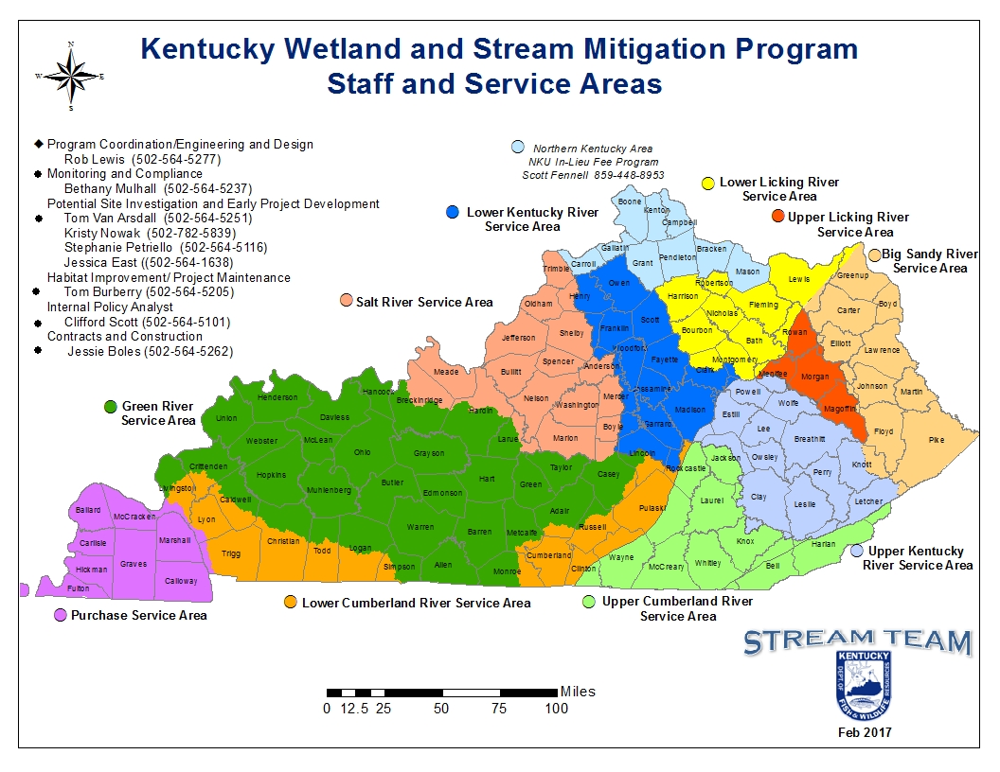 Kentucky Wetland and Stream Mitigation Program
Staff and Service Areas
N
W
E
S
Program Coordination/Engineering and Design
Rob Lewis (502-564-5277)
Monitoring and Compliance
Bethany Mulhall (502-564-5237)
Potential Site Investigation and Early Project Development
Tom Van Arsdall (502-564-5251)
Kristy Nowak (502-782-5839)
Stephanie Petriello (502-564-5116)
Jessica East ((502-564-1638)
Habitat Improvement/ Project Maintenance
Tom Burberry (502-564-5205)
Internal Policy Analyst
Clifford Scott (502-564-5101)
Contracts and Construction
Jessie Boles (502-564-5262)
Northern Kentucky Area
NKU In-Lieu Fee Program
Scott Fennell 859-448-8953
Lower Kentucky River
Service Area
Lower Licking River
Service Area
Upper Licking River
Service Area
Big Sandy River
Service Area
Salt River Service Area
Green River
Service Area
Boone
Kenton
Campbell
Gallatin
Carroll
Grant
Pendleton
Bracken
Mason
Trimble
Owen
Henry
Robertson
Harrison
Lewis
Greenup
Oldham
Scott
Nicholas
Fleming
Carter
Boyd
Jefferson
Shelby
Franklin
Bourbon
Bath
Rowan
Elliott
Lawrence
Woodford
Meade
Bullitt
Spencer
Anderson
Fayette
Montgomery
Clark
Menifee
Morgan
Johnson
Martin
Hancock
Breckinridge
Henderson
Nelson
Washington
Mercer
Jessamine
Madison
Powell
Wolfe
Magoffin
Union
Daviess
Hardin
Boyle
Garrard
Estill
Lee
Floyd
Pike
Webster
McLean
Ohio
Grayson
Larue
Marion
Lincoln
Breathitt
Crittenden
Hopkins
Muhlenberg
Butler
Edmonson
Hart
Taylor
Green
Casey
Rockcastle
Jackson
Owsley
Perry
Knott
Livingston
Caldwell
Adair
Pulaski
Laurel
Clay
Leslie
Letcher
Ballard
McCracken
Lyon
Warren
Barren
Metcalfe
Russell
Carlisle
Marshall
Trigg
Christian
Todd
Logan
Simpson
Allen
Monroe
Cumberland
Clinton
Wayne
McCreary
Whitley
Knox
Bell
Harlan
Hickman
Graves
Calloway
Fulton
Upper Kentucky
River Service Area
Purchase Service Area
Lower Cumberland River Service Area
Upper Cumberland River
Service Area
STREAM TEAM
KENTUCKY
DEPT. OF
RESOURCES
FISH & WILDLIFE
Feb 2017
Miles
0 12.5 25 50 75 100